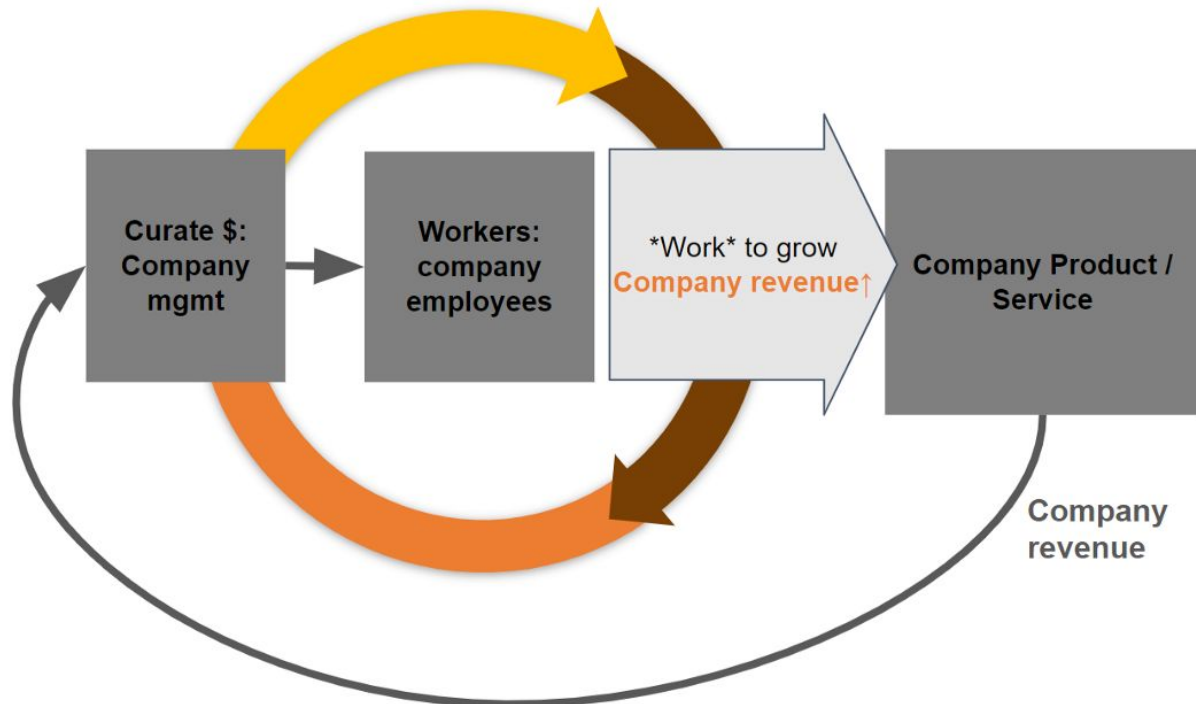 Curate $:
Company
mgmt
Workers:
company
employees
*Work* to grow
Company revenue↑
Company Product /
Service
Company
revenue